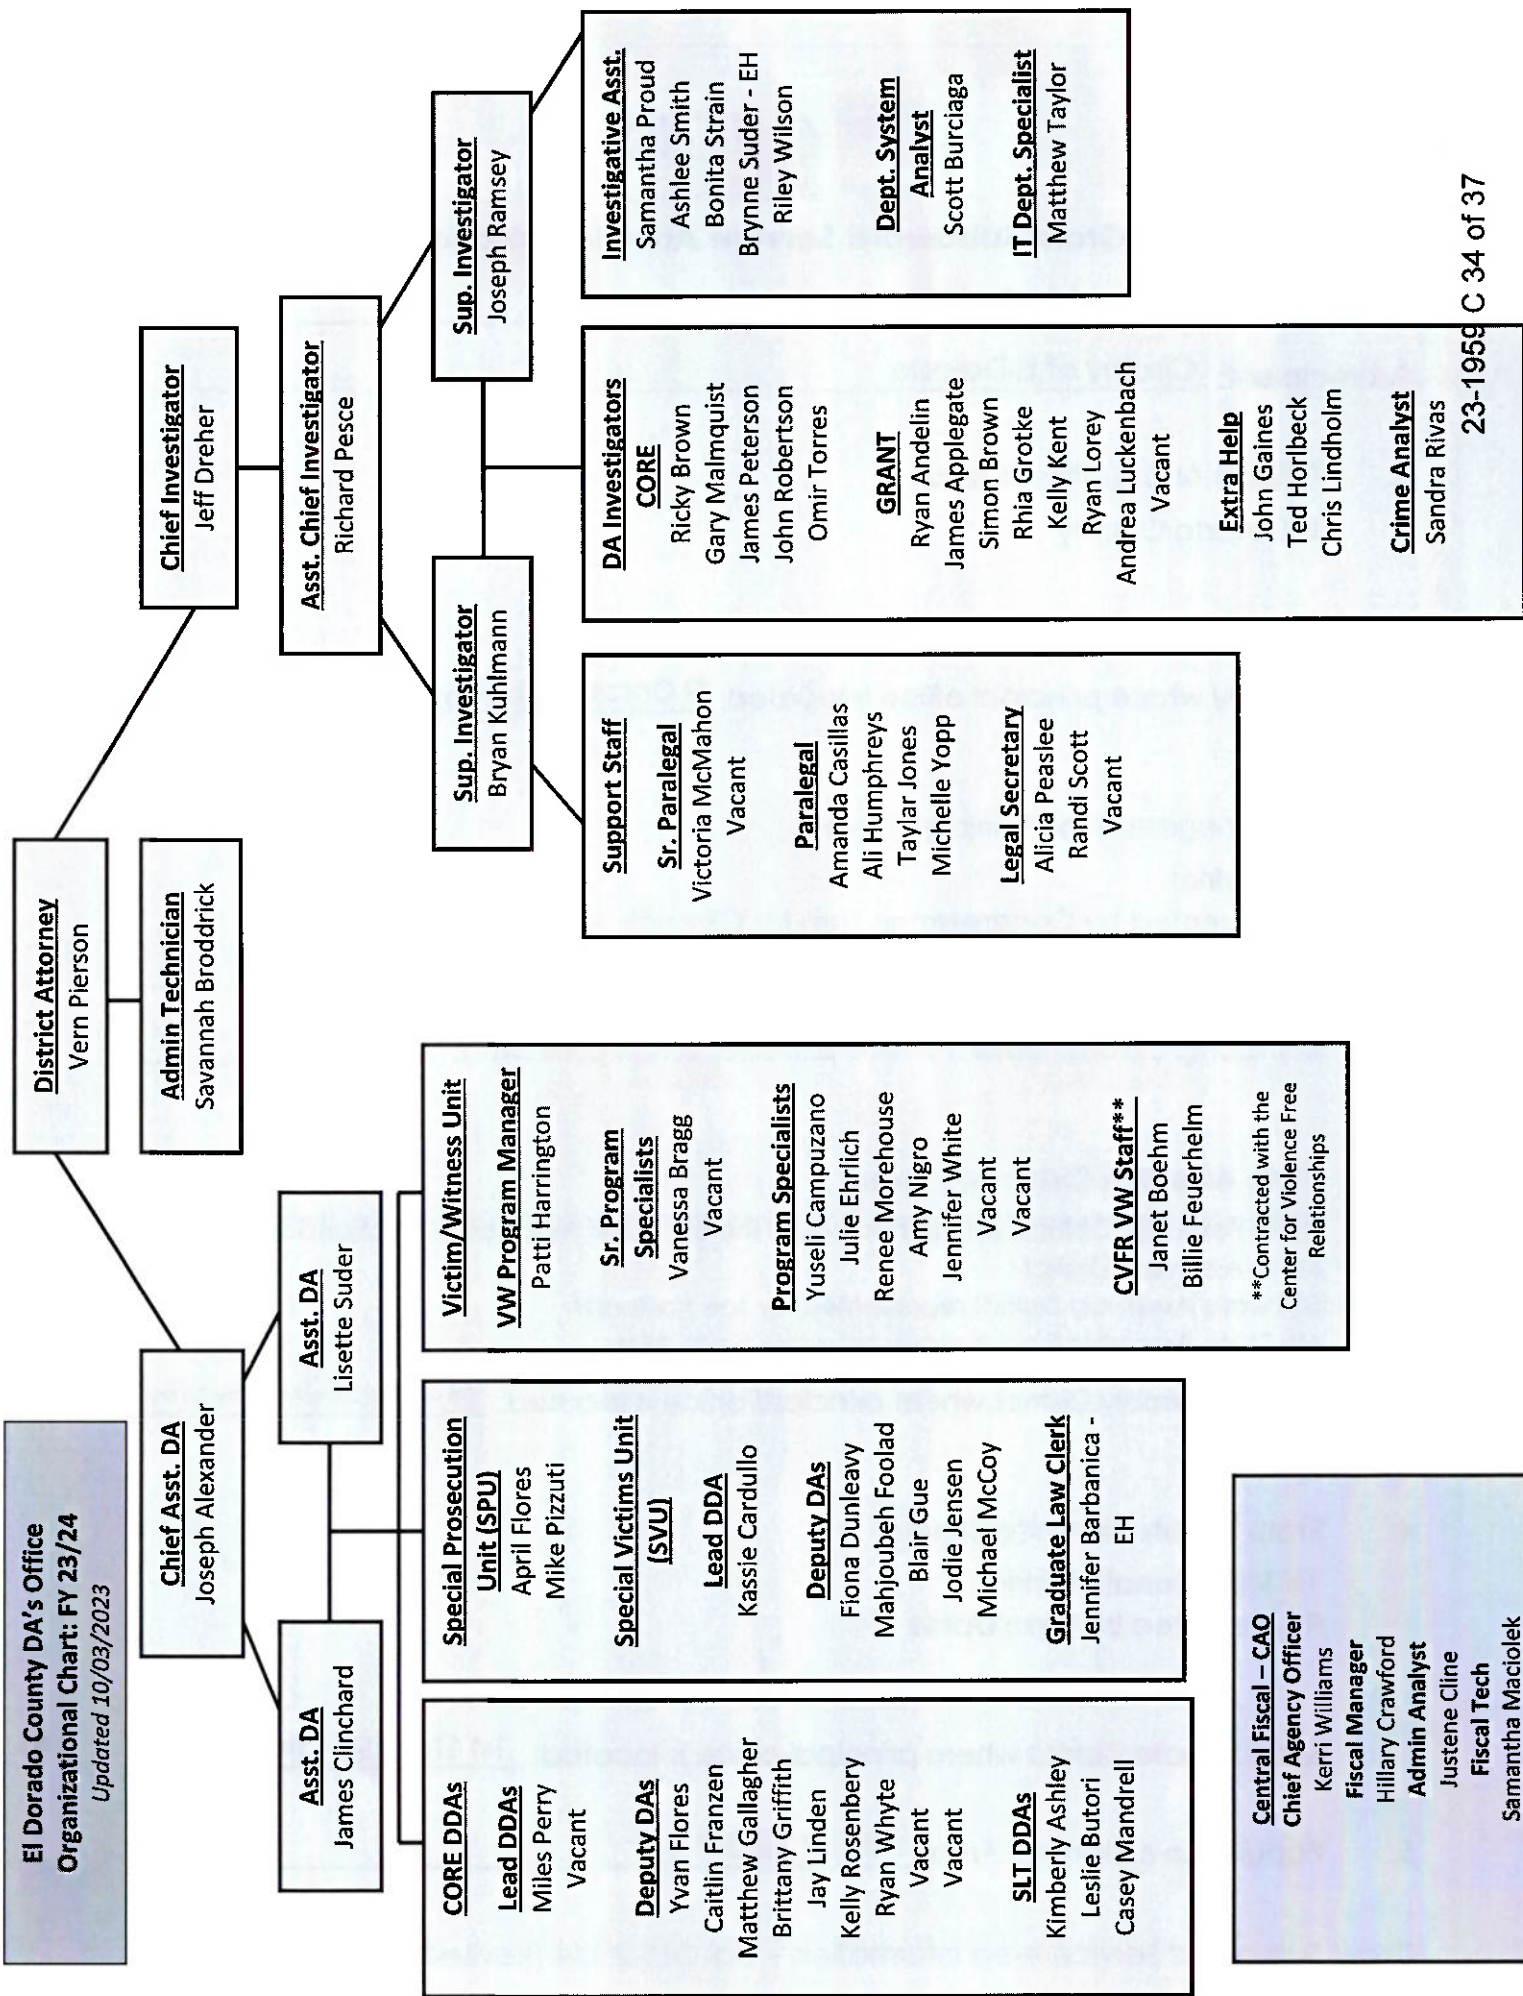 El Dorado County DA's Office
Organizational Chart: FY 23/24
Updated 10/03/2023
District Attorney
Vern Pierson
Admin Technician
Savannah Broddrick
Chief Asst. DA
Joseph Alexander
Chief Investigator
Jeff Dreher
Asst. DA
James Clinchard
Asst. DA
Lisette Suder
Asst. Chief Investigator
Richard Pesce
Sup. Investigator
Bryan Kuhlmann
Sup. Investigator
Joseph Ramsey
CORE DDAs
Lead DDAs
Miles Perry
Vacant
Deputy DAs
Yvan Flores
Caitlin Franzen
Matthew Gallagher
Brittany Griffith
Jay Linden
Kelly Rosenbery
Ryan Whyte
Vacant
Vacant
SLT DDAs
Kimberly Ashley
Leslie Butori
Casey Mandrell
Special Prosecution
Unit (SPU)
April Flores
Mike Pizzuti
Special Victims Unit
(SVU)
Lead DDA
Kassie Cardullo
Deputy DAs
Fiona Dunleavy
Mahjoubeh Foolad
Blair Gue
Jodie Jensen
Michael McCoy
Graduate Law Clerk
Jennifer Barbanica -
EH
Victim/Witness Unit
VW Program Manager
Patti Harrington
Sr. Program
Specialists
Vanessa Bragg
Vacant
Program Specialists
Yuseli Campuzano
Julie Ehrlich
Renee Morehouse
Amy Nigro
Jennifer White
Vacant
Vacant
CVFR VW Staff**
Janet Boehm
Billie Feuerhelm
**Contracted with the
Center for Violence Free
Relationships
Support Staff
Sr. Paralegal
Victoria McMahon
Vacant
Paralegal
Amanda Casillas
Ali Humphreys
Taylar Jones
Michelle Yopp
Legal Secretary
Alicia Peaslee
Randi Scott
Vacant
DA Investigators
CORE
Ricky Brown
Gary Malmquist
James Peterson
John Robertson
Omir Torres
GRANT
Ryan Andelin
James Applegate
Simon Brown
Rhia Grotke
Kelly Kent
Ryan Lorey
Andrea Luckenbach
Vacant
Extra Help
John Gaines
Ted Horlbeck
Chris Lindholm
Crime Analyst
Sandra Rivas
Investigative Asst.
Samantha Proud
Ashlee Smith
Bonita Strain
Brynne Suder - EH
Riley Wilson
Dept. System
Analyst
Scott Burciaga
IT Dept. Specialist
Matthew Taylor
Central Fiscal – CAO
Chief Agency Officer
Kerri Williams
Fiscal Manager
Hillary Crawford
Admin Analyst
Justene Cline
Fiscal Tech
Samantha Maciolek
23-1959 C 34 of 37